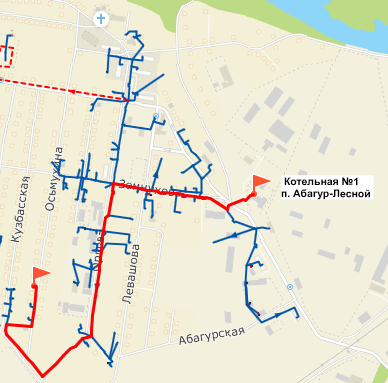 Котельная №1
п. Абагур-Лесной
Осьмухина
Кузбасская
Левашова
Абагурская